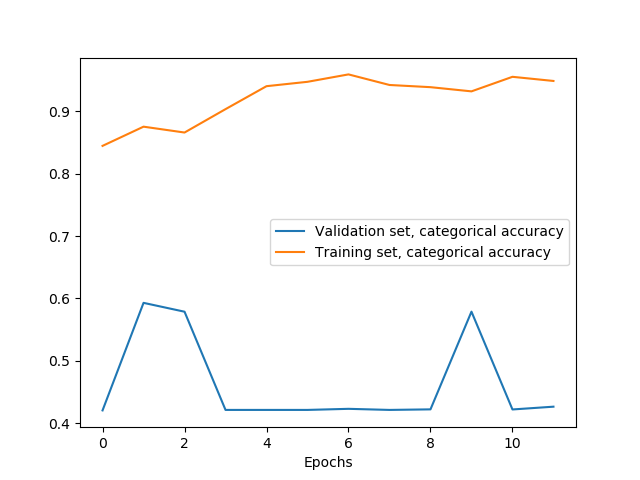 0.9
0.8
0.7
Validation set, categorical accuracy
Training set, categorical accuracy
0.6
0.5
0.4
0 2 4 6 8 10
Epochs